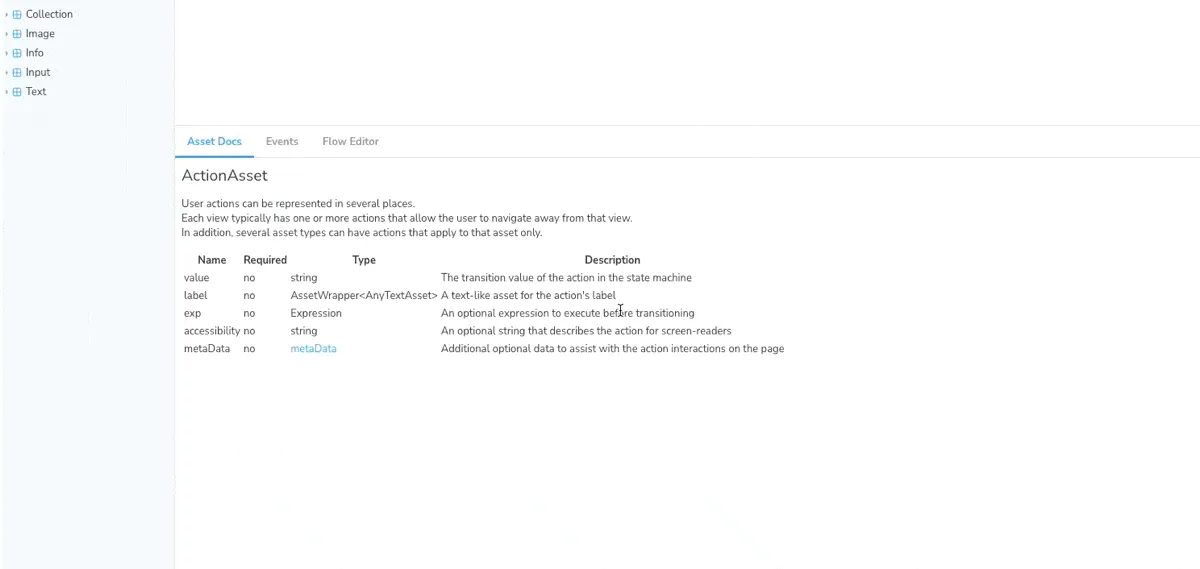 Collection
Image
Info
Input
Text
Asset Docs Events Flow Editor
ActionAsset
User actions can be represented in several places.
Each view typically has one or more actions that allow the user to navigate away from that view.
In addition, several asset types can have actions that apply to that asset only.
Name Required Type Description
value no string The transition value of the action in the state machine
label no AssetWrapper<AnyTextAsset> A text-like asset for the action's label
exp no Expression An optional expression to execute before transitioning
accessibility no string An optional string that describes the action for screen-readers
metaData no metaData Additional optional data to assist with the action interactions on the page